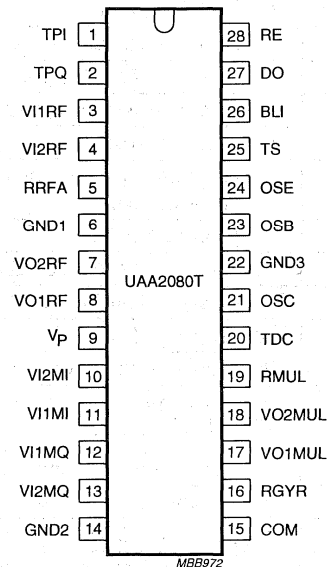 TPI 1 28 RE
TPQ 2 27 DO
VI1RF 3 26 BLI
VI2RF 4 25 TS
RRFA 5 24 OSE
GND1 6 23 OSB
VO2RF 7 22 GND3
UAA2080T
VO1RF 8 21 OSC
VP 9 20 TDC
VI2MI 10 19 RMUL
VI1MI 11 18 VO2MUL
VI1MQ 12 17 VO1MUL
VI2MQ 13 16 RGYR
GND2 14 15 COM
MBB972